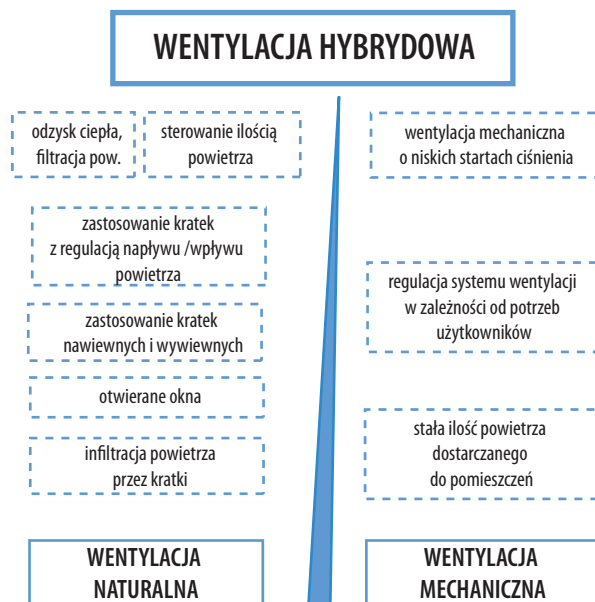 WENTYLACJA HYBRYDOWA
odzysk ciepła,
filtracja pow.
sterowanie ilością
powietrza
zastosowanie kratek
z regulacją napływu /wpływu
powietrza
zastosowanie kratek
nawiewnych i wywiewnych
otwierane okna
infiltracja powietrza
przez kratki
WENTYLACJA
NATURALNA
wentylacja mechaniczna
o niskich startach ciśnienia
regulacja systemu wentylacji
w zależności od potrzeb
użytkowników
stała ilość powietrza
dostarczanego
do pomieszczeń
WENTYLACJA
MECHANICZNA